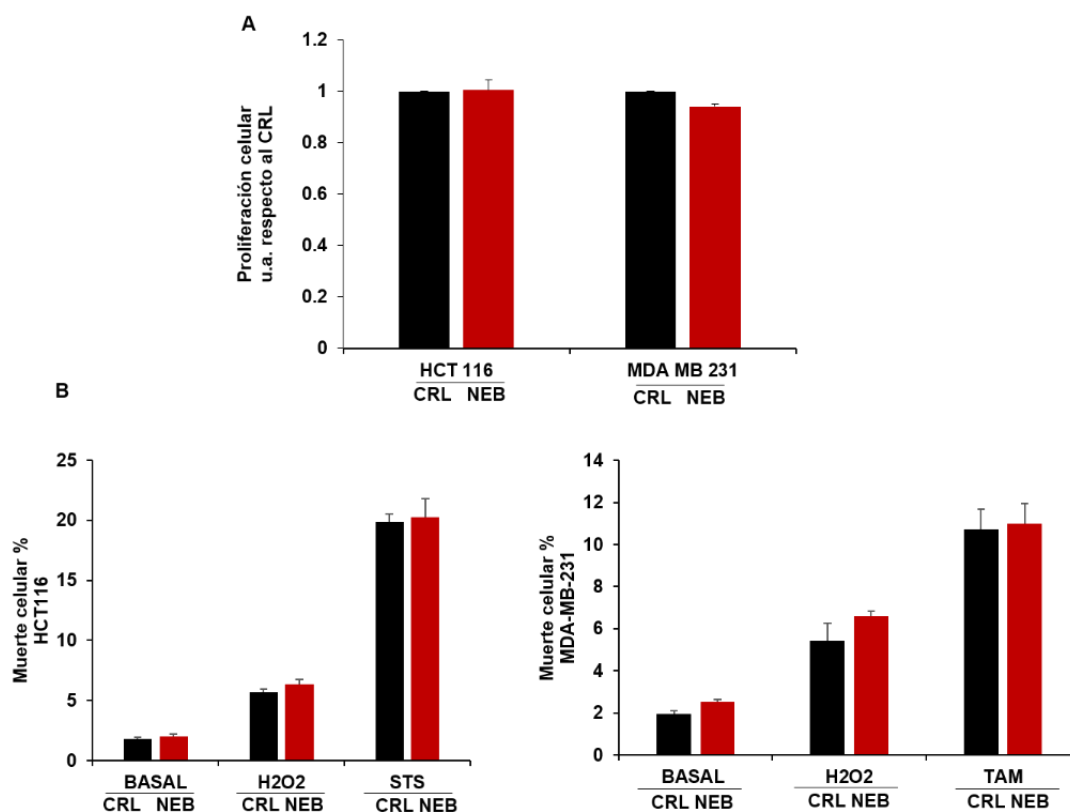 A
Proliferación celular
u.a. respecto al CRL
1.2
1
0.8
0.6
0.4
0.2
0
HCT 116
MDA MB 231
CRL NEB
CRL NEB
B
Muerte celular %
HCT116
25
20
15
10
5
0
BASAL
H2O2
STS
CRL NEB
CRL NEB
CRL NEB
Muerte celular %
MDA-MB-231
14
12
10
8
6
4
2
0
BASAL
H2O2
TAM
CRL NEB
CRL NEB
CRL NEB